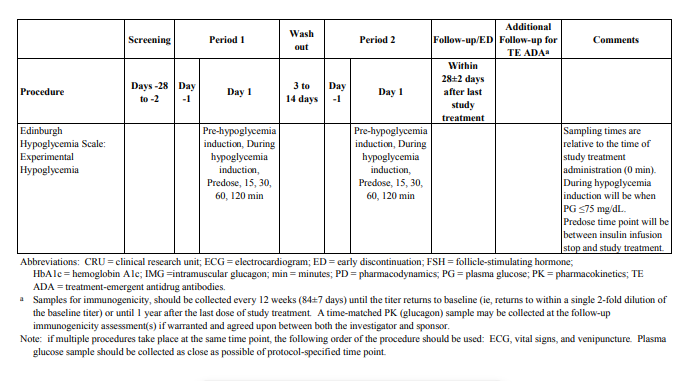 Screening Period 1 Wash out Period 2 Follow-up/ED Additional Follow-up for TE ADAa Comments
Procedure Days -28 to -2 Day -1 Day 1 3 to 14 days Day -1 Day 1 Within 28±2 days after last study treatment
Edinburgh
Hypoglycemia Scale:
Experimental
Hypoglycemia
Pre-hypoglycemia
induction, During
hypoglycemia
induction,
Predose, 15, 30,
60, 120 min
Pre-hypoglycemia
induction, During
hypoglycemia
induction,
Predose, 15, 30,
60, 120 min
Sampling times are
relative to the time of
study treatment
administration (0 min).
During hypoglycemia
induction will be when
PG ≤75 mg/dL.
Predose time point will be
between insulin infusion
stop and study treatment.
Abbreviations: CRU = clinical research unit; ECG = electrocardiogram; ED = early discontinuation; FSH = follicle-stimulating hormone;
HbA1c = hemoglobin A1c; IMG =intramuscular glucagon; min = minutes; PD = pharmacodynamics; PG = plasma glucose; PK = pharmacokinetics; TE
ADA = treatment-emergent antidrug antibodies.
a Samples for immunogenicity, should be collected every 12 weeks (84±7 days) until the titer returns to baseline (ie, returns to within a single 2-fold dilution of
the baseline titer) or until 1 year after the last dose of study treatment. A time-matched PK (glucagon) sample may be collected at the follow-up
immunogenicity assessment(s) if warranted and agreed upon between both the investigator and sponsor.
Note: if multiple procedures take place at the same time point, the following order of the procedure should be used: ECG, vital signs, and venipuncture. Plasma
glucose sample should be collected as close as possible of protocol-specified time point.